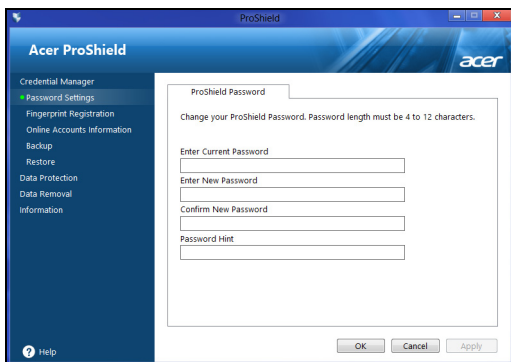 ProShield
Acer ProShield
acer
Credential Manager
Password Settings
Fingerprint Registration
Online Accounts Information
Backup
Restore
Data Protection
Data Removal
Information
Help
ProShield Password
Change your ProShield Password. Password length must be 4 to 12 characters.
Enter Current Password
Enter New Password
Confirm New Password
Password Hint
OK
Cancel
Apply